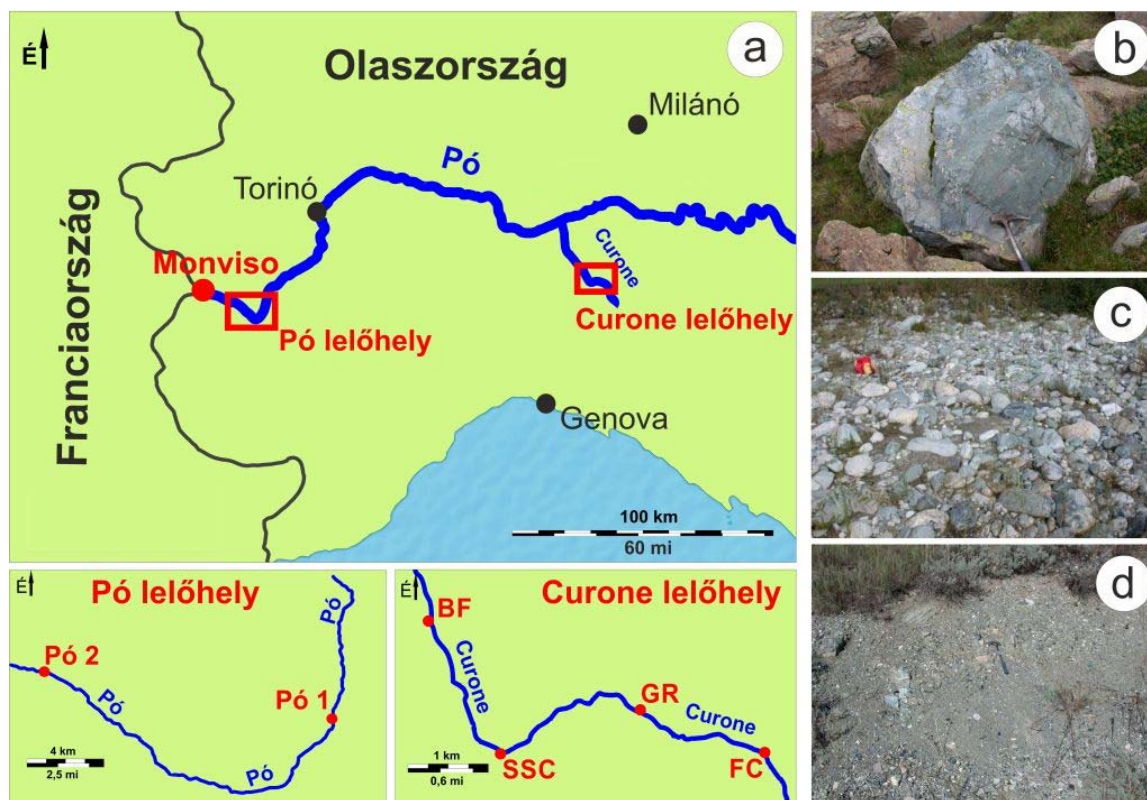 É
Olaszország
a
Milánó
Pó
Torinó
Curone
Monviso
Pó lelőhely
Curone lelőhely
Franciaország
Genova
100 km
60 mi
É
Pó lelőhely
Pó
Pó 2
Pó
Pó 1
Pó
4 km
2,5 mi
É
Curone lelőhely
BF
Curone
GR
Curone
SSC
FC
1 km
0,6 mi
b
c
d